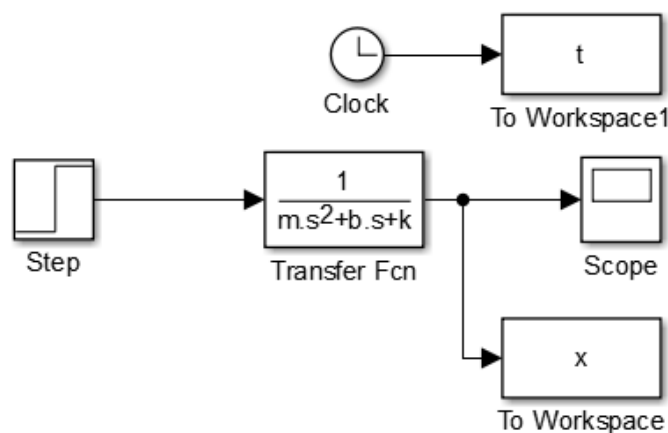 t
Clock
To Workspace1
1
m.s²+b.s+k
Step
Transfer Fcn
Scope
x
To Workspace